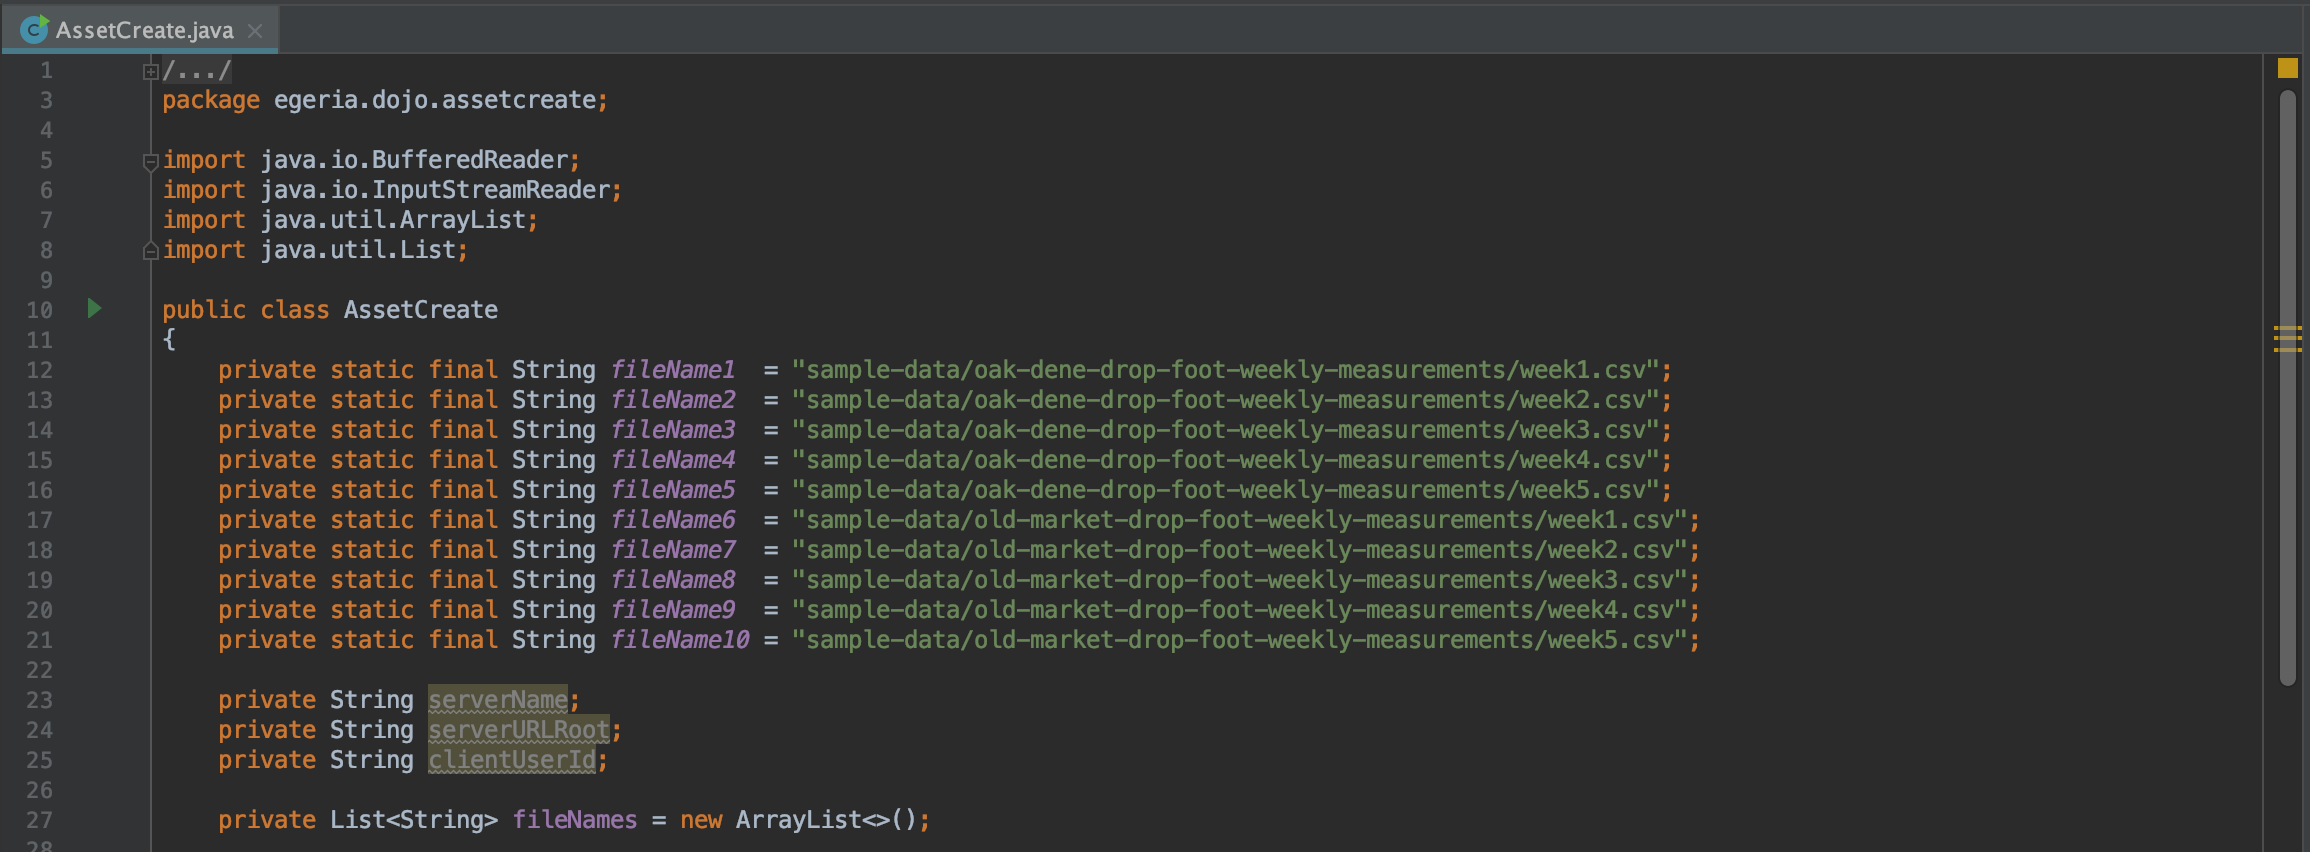 AssetCreate.java
1 /.../
3 package egeria.dojo.assetcreate;
4
5 import java.io.BufferedReader;
6 import java.io.InputStreamReader;
7 import java.util.ArrayList;
8 import java.util.List;
9
10 public class AssetCreate
11 {
12 private static final String fileName1 = "sample-data/oak-dene-drop-foot-weekly-measurements/week1.csv";
13 private static final String fileName2 = "sample-data/oak-dene-drop-foot-weekly-measurements/week2.csv";
14 private static final String fileName3 = "sample-data/oak-dene-drop-foot-weekly-measurements/week3.csv";
15 private static final String fileName4 = "sample-data/oak-dene-drop-foot-weekly-measurements/week4.csv";
16 private static final String fileName5 = "sample-data/oak-dene-drop-foot-weekly-measurements/week5.csv";
17 private static final String fileName6 = "sample-data/old-market-drop-foot-weekly-measurements/week1.csv";
18 private static final String fileName7 = "sample-data/old-market-drop-foot-weekly-measurements/week2.csv";
19 private static final String fileName8 = "sample-data/old-market-drop-foot-weekly-measurements/week3.csv";
20 private static final String fileName9 = "sample-data/old-market-drop-foot-weekly-measurements/week4.csv";
21 private static final String fileName10 = "sample-data/old-market-drop-foot-weekly-measurements/week5.csv";
22
23 private String serverName;
24 private String serverURLRoot;
25 private String clientUserId;
26
27 private List<String> fileNames = new ArrayList<>();
28